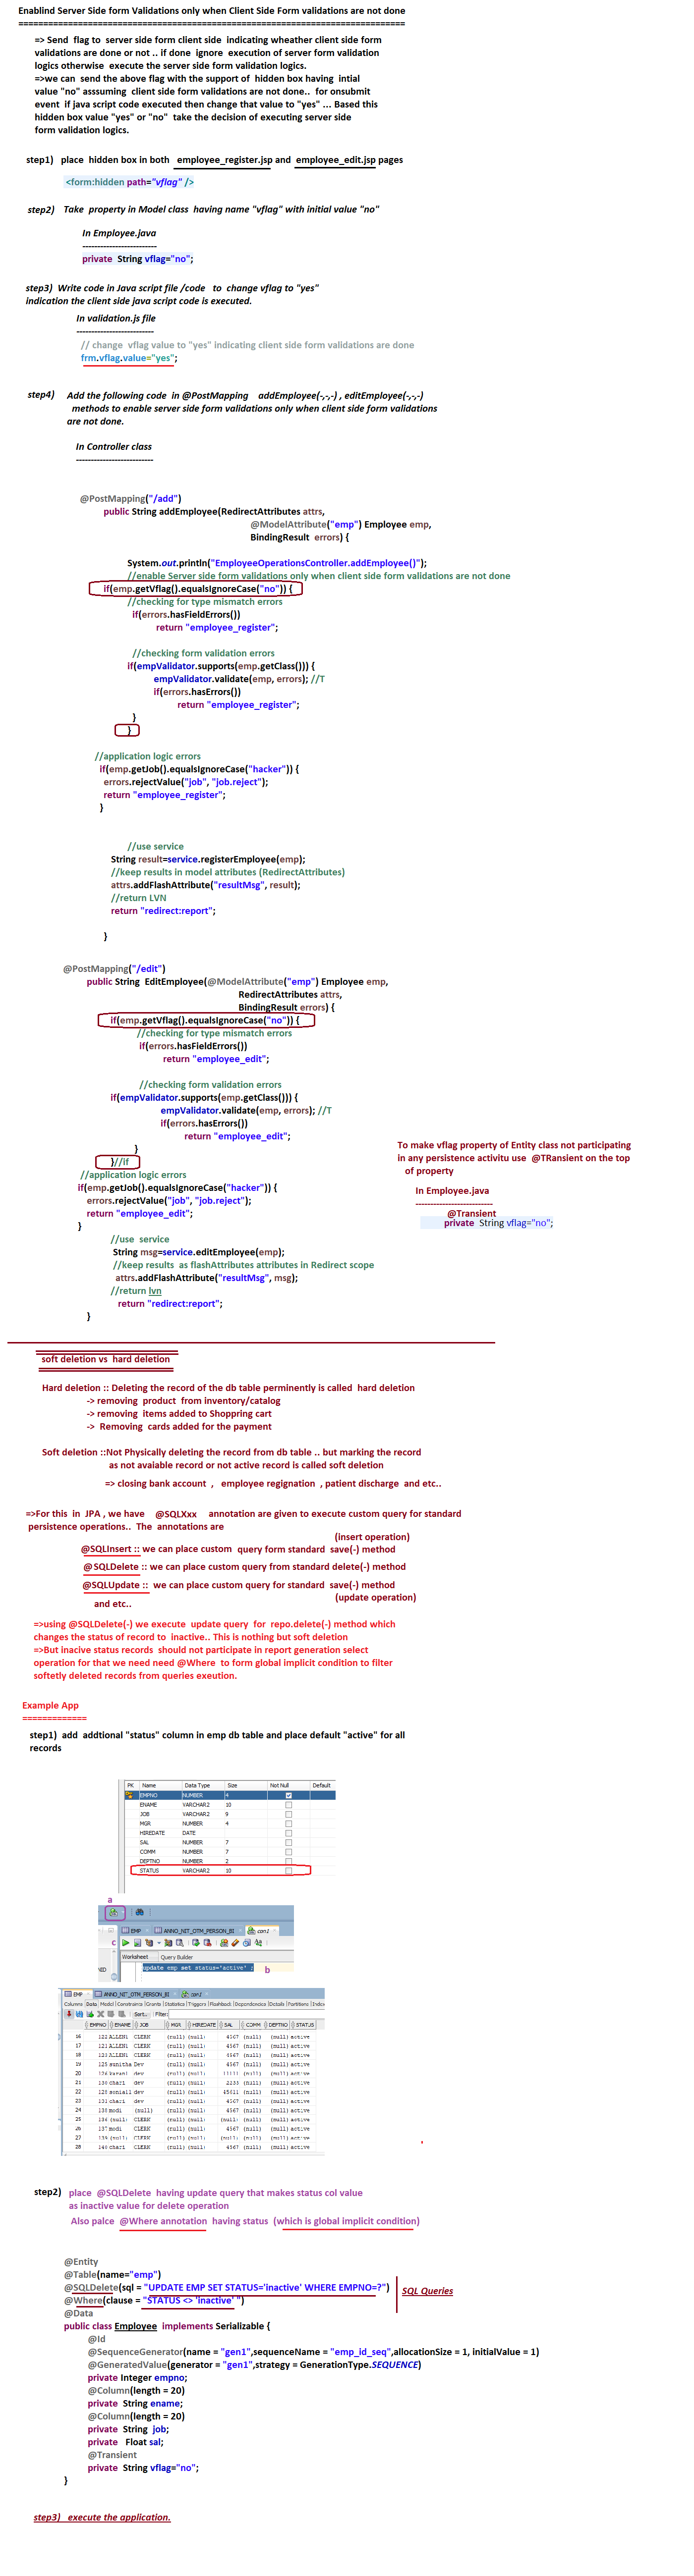 Enablind Server Side form Validations only when Client Side Form validations are not done
=> Send flag to server side form client side indicating wheather client side form
validations are done or not .. if done ignore execution of server form validation
logics otherwise execute the server side form validation logics.
=>we can send the above flag with the support of hidden box having intial
value "no" asssuming client side form validations are not done.. for onsubmit
event if java script code executed then change that value to "yes" ... Based this
hidden box value "yes" or "no" take the decision of executing server side
form validation logics.
step1) place hidden box in both employee_register.jsp and employee_edit.jsp pages
<form:hidden path="vflag" />
step2) Take property in Model class having name "vflag" with initial value "no"
In Employee.java
-------------------------
private String vflag="no";
step3) Write code in Java script file /code to change vflag to "yes"
indication the client side java script code is executed.
In validation.js file
--------------------------
// change vflag value to "yes" indicating client side form validations are done
frm.vflag.value="yes";
step4) Add the following code in @PostMapping addEmployee(-,-,-) , editEmployee(-,-,-)
methods to enable server side form validations only when client side form validations
are not done.
In Controller class
--------------------------
@PostMapping("/add")
public String addEmployee(RedirectAttributes attrs,
@ModelAttribute("emp") Employee emp,
BindingResult errors) {
System.out.println("EmployeeOperationsController.addEmployee()");
//enable Server side form validations only when client side form validations are not done
if(emp.getVflag().equalsIgnoreCase("no")) {
//checking for type mismatch errors
if(errors.hasFieldErrors())
return "employee_register";
//checking form validation errors
if(empValidator.supports(emp.getClass())) {
empValidator.validate(emp, errors); //T
if(errors.hasErrors())
return "employee_register";
}
}
//application logic errors
if(emp.getJob().equalsIgnoreCase("hacker")) {
errors.rejectValue("job", "job.reject");
return "employee_register";
}
//use service
String result=service.registerEmployee(emp);
//keep results in model attributes (RedirectAttributes)
attrs.addFlashAttribute("resultMsg", result);
//return LVN
return "redirect:report";
}
@PostMapping("/edit")
public String EditEmployee(@ModelAttribute("emp") Employee emp,
RedirectAttributes attrs,
BindingResult errors) {
if(emp.getVflag().equalsIgnoreCase("no")) {
//checking for type mismatch errors
if(errors.hasFieldErrors())
return "employee_edit";
//checking form validation errors
if(empValidator.supports(emp.getClass())) {
empValidator.validate(emp, errors); //T
if(errors.hasErrors())
return "employee_edit";
}
}//if
//application logic errors
if(emp.getJob().equalsIgnoreCase("hacker")) {
errors.rejectValue("job", "job.reject");
return "employee_edit";
}
//use service
String msg=service.editEmployee(emp);
//keep results as flashAttributes attributes in Redirect scope
attrs.addFlashAttribute("resultMsg", msg);
//return lvn
return "redirect:report";
}
To make vflag property of Entity class not participating
in any persistence activitu use @TRansient on the top
of property
In Employee.java
--------------------------
@Transient
private String vflag="no";
soft deletion vs hard deletion
Hard deletion :: Deleting the record of the db table perminently is called hard deletion
-> removing product from inventory/catalog
-> removing items added to Shoppring cart
-> Removing cards added for the payment
Soft deletion ::Not Physically deleting the record from db table .. but marking the record
as not avaiable record or not active record is called soft deletion
=> closing bank account , employee regignation , patient discharge and etc..
=>For this in JPA , we have @SQLXxx annotation are given to execute custom query for standard
persistence operations.. The annotations are
(insert operation)
@SQLInsert :: we can place custom query form standard save(-) method
@SQLDelete :: we can place custom query from standard delete(-) method
@SQLUpdate :: we can place custom query for standard save(-) method
(update operation)
and etc..
=>using @SQLDelete(-) we execute update query for repo.delete(-) method which
changes the status of record to inactive.. This is nothing but soft deletion
=>But inacive status records should not participate in report generation select
operation for that we need need @Where to form global implicit condition to filter
softetly deleted records from queries exeution.
Example App
=============
step1) add addtional "status" column in emp db table and place default "active" for all
records
PK Name Data Type Size Not Null Default
EMPNO NUMBER 4
ENAME VARCHAR2 10
JOB VARCHAR2 9
MGR NUMBER 4
HIREDATE DATE
SAL NUMBER 7
COMM NUMBER 7
DEPTNO NUMBER 2
STATUS VARCHAR2 10
a
EMP ANNO_NIT_OTM_PERSON_BI con1
c
Worksheet Query Builder
update emp set status='active' ;
b
EMP ANNO_NIT_OTM_PERSON_BI con1
Columns Data Model Constraints Grants Statistics Triggers Flashback Dependencies Details Partitions Index
Sort.. Filter:
EMPNO ENAME JOB MGR HIREDATE SAL COMM DEPTNO STATUS
16 122 ALLEN1 CLERK (null) (null) 4567 (null) (null) active
17 121 ALLEN1 CLERK (null) (null) 4567 (null) (null) active
18 123 ALLEN1 CLERK (null) (null) 4567 (null) (null) active
19 125 sunitha Dev (null) (null) 4567 (null) (null) active
21 130 chari dev (null) (null) 2233 (null) (null) active
23 131 chari dev (null) (null) 4567 (null) (null) active
24 135 modi (null) (null) (null) 4567 (null) (null) active
26 137 modi CLERK (null) (null) 4567 (null) (null) active
28 140 chari CLERK (null) (null) 4567 (null) (null) active
step2) place @SQLDelete having update query that makes status col value
as inactive value for delete operation
Also palce @Where annotation having status (which is global implicit condition)
@Entity
@Table(name="emp")
@SQLDelete(sql = "UPDATE EMP SET STATUS='inactive' WHERE EMPNO=?")
@Where(clause = "STATUS <> 'inactive' ")
SQL Queries
@Data
public class Employee implements Serializable {
@Id
@SequenceGenerator(name = "gen1",sequenceName = "emp_id_seq",allocationSize = 1, initialValue = 1)
@GeneratedValue(generator = "gen1",strategy = GenerationType.SEQUENCE)
private Integer empno;
@Column(length = 20)
private String ename;
@Column(length = 20)
private String job;
private Float sal;
@Transient
private String vflag="no";
}
step3) execute the application.